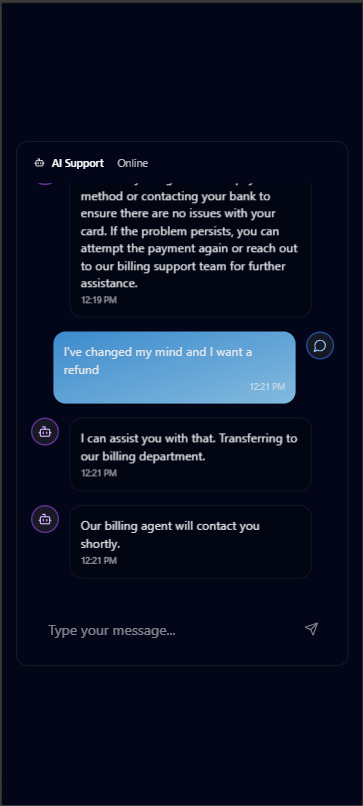 AI Support Online
method or contacting your bank to
ensure there are no issues with your
card. If the problem persists, you can
attempt the payment again or reach out
to our billing support team for further
assistance.
12:19 PM
I've changed my mind and I want a
refund
12:21 PM
I can assist you with that. Transferring to
our billing department.
12:21 PM
Our billing agent will contact you
shortly.
12:21 PM
Type your message...